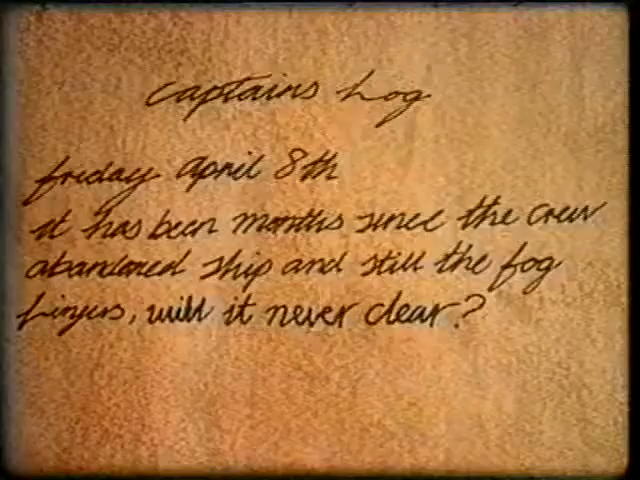 captains Log
friday april 8th
it has been months since the crew
abandoned ship and still the fog
Lingers, will it never clear?